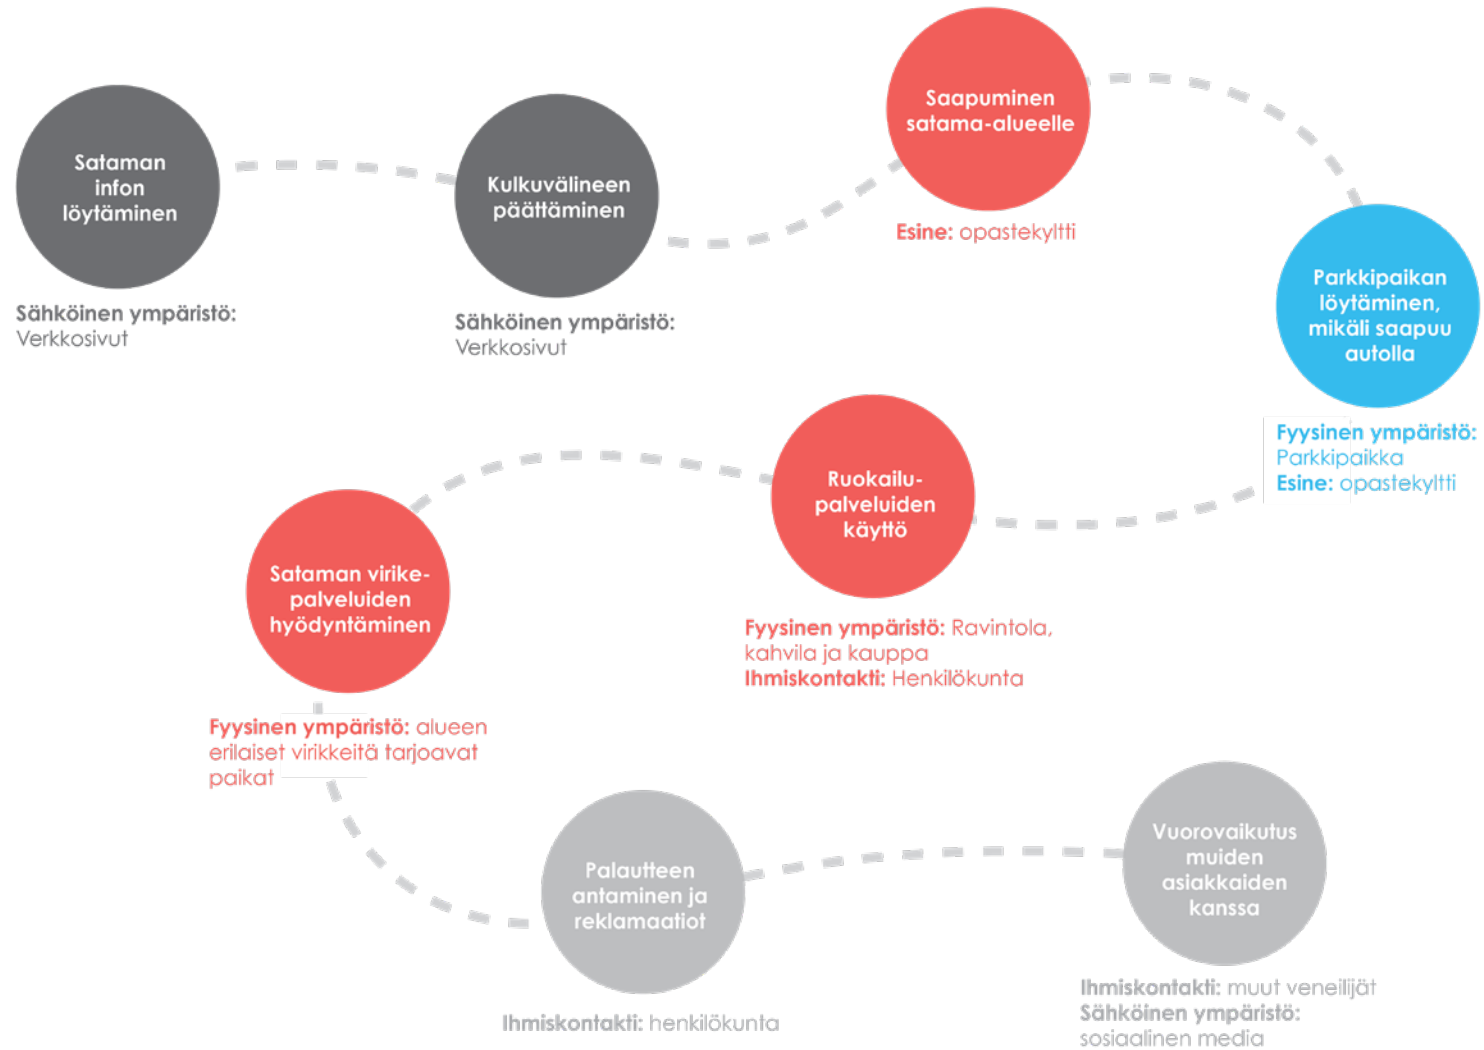 Sataman
infon
löytäminen
Sähköinen ympäristö:
Verkkosivut
Kulkuvälineen
päättäminen
Sähköinen ympäristö:
Verkkosivut
Saapuminen
satama-alueelle
Esine: opastekyltti
Parkkipaikan
löytäminen,
mikäli saapuu
autolla
Fyysinen ympäristö:
Parkkipaikka
Esine: opastekyltti
Ruokailu-
palveluiden
käyttö
Fyysinen ympäristö: Ravintola,
kahvila ja kauppa
Ihmiskontakti: Henkilökunta
Sataman virike-
palveluiden
hyödyntäminen
Fyysinen ympäristö: alueen
erilaiset virikkeitä tarjoavat
paikat
Palautteen
antaminen ja
reklamaatiot
Ihmiskontakti: henkilökunta
Vuorovaikutus
muiden
asiakkaiden
kanssa
Ihmiskontakti: muut veneilijät
Sähköinen ympäristö:
sosiaalinen media